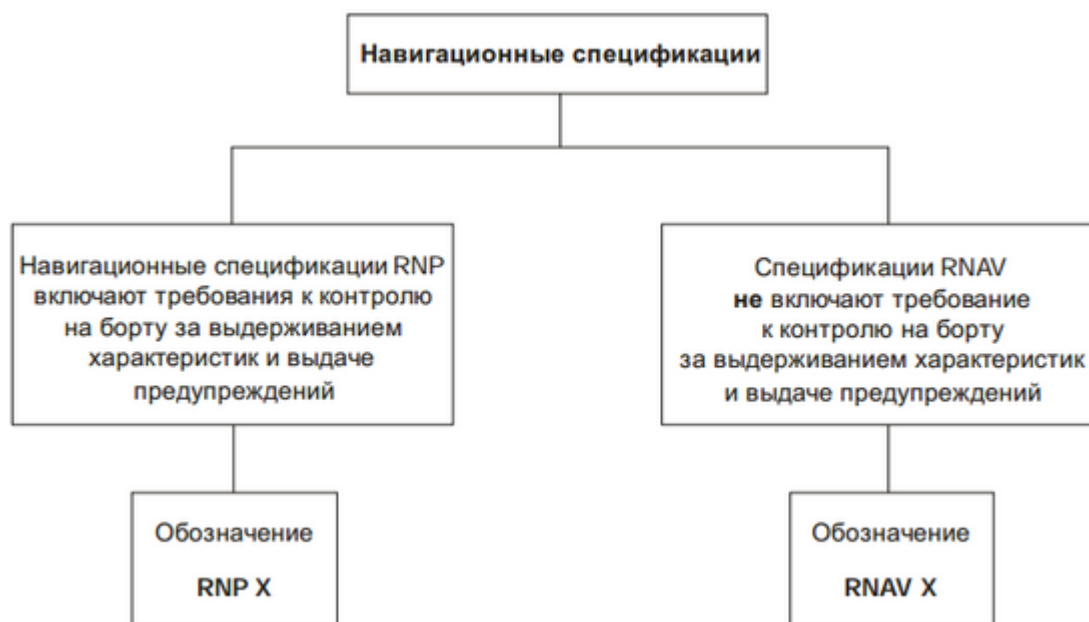 Навигационные спецификации
Навигационные спецификации RNP
включают требования к контролю
на борту за выдерживанием
характеристик и выдаче
предупреждений
Спецификации RNAV
не включают требование
к контролю на борту
за выдерживанием характеристик
и выдаче предупреждений
Обозначение
RNP X
Обозначение
RNAV X